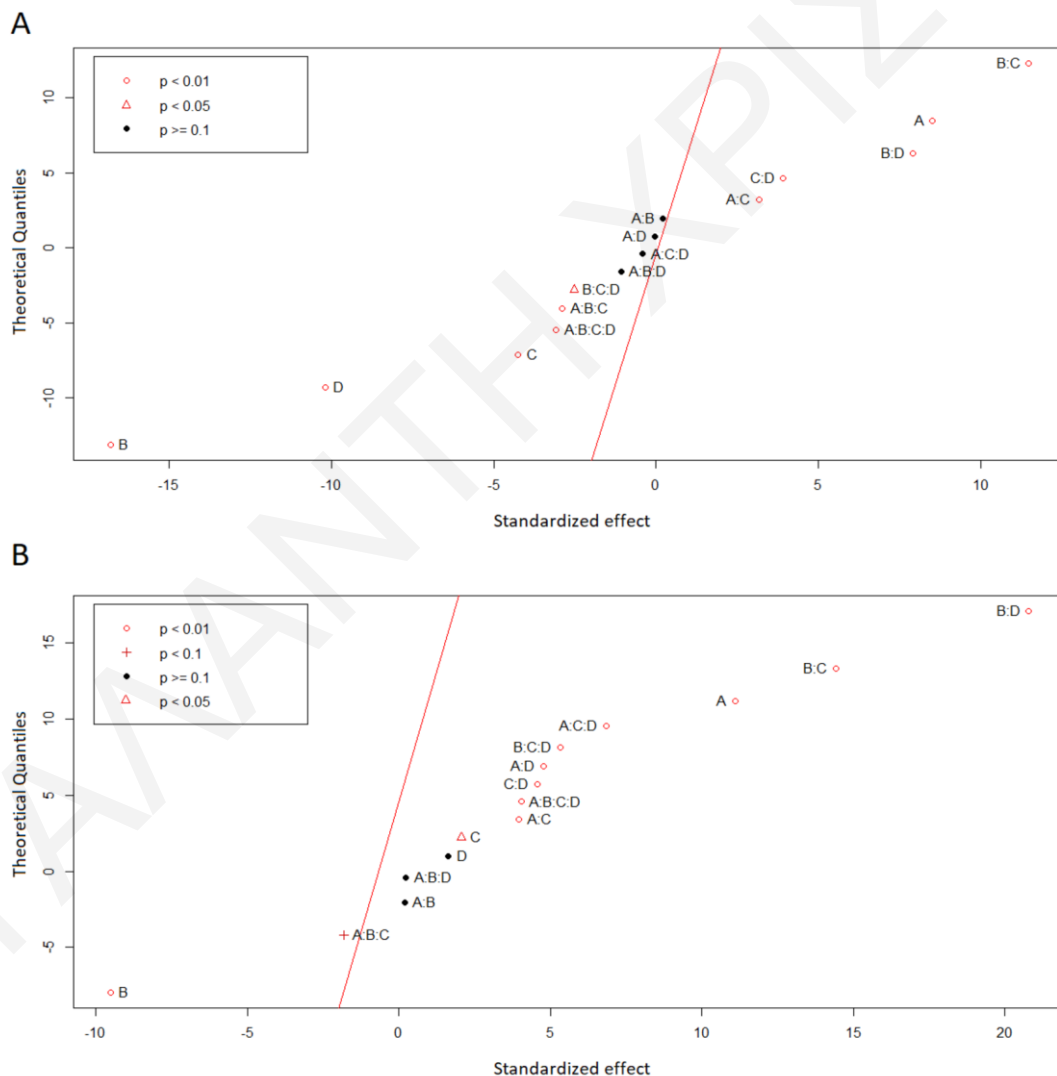 A
p < 0.01
p < 0.05
p >= 0.1
B:C
A
B:D
C:D
A:C
A:B
A:D
A:C:D
A:B:D
B:C:D
A:B:C
A:B:C:D
C
D
B
10
5
0
-5
-10
Theoretical Quantiles
-15
-10
-5
0
5
10
Standardized effect
B
p < 0.01
p < 0.1
p >= 0.1
p < 0.05
B:D
B:C
A
A:C:D
B:C:D
A:D
C:D
A:B:C:D
A:C
C
D
A:B:D
A:B
A:B:C
B
15
10
5
0
-5
Theoretical Quantiles
-10
-5
0
5
10
15
20
Standardized effect